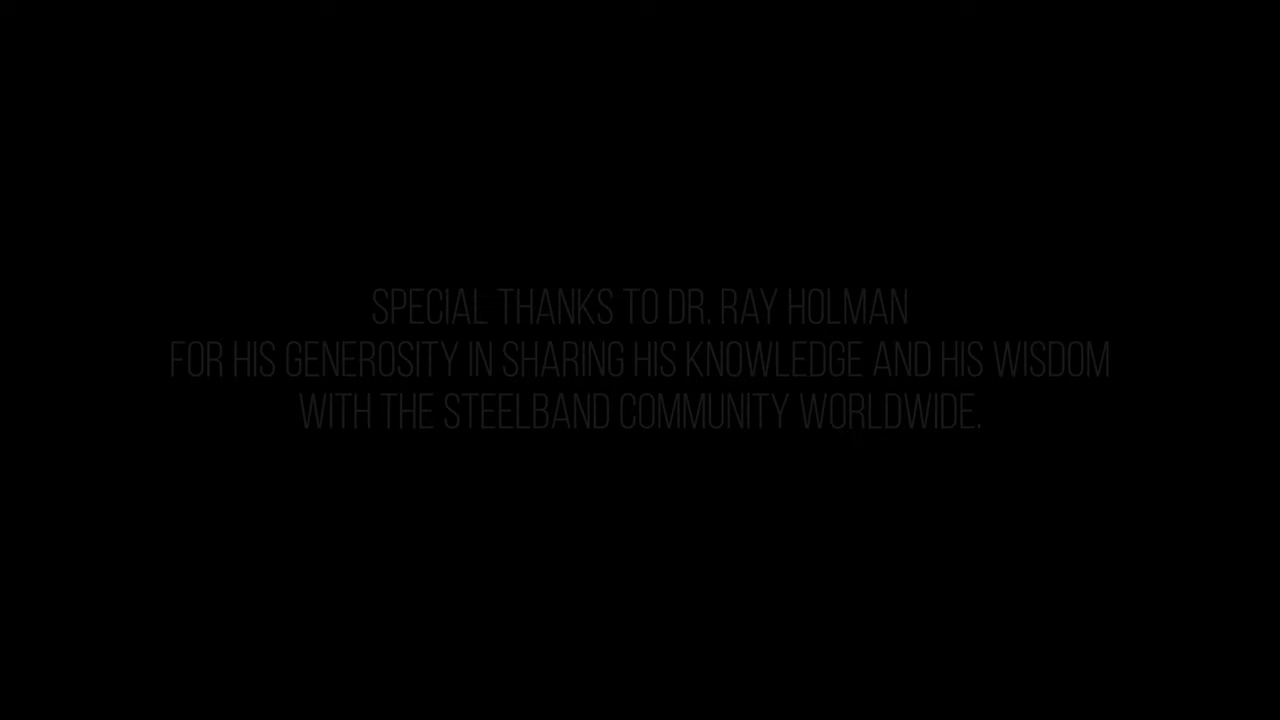 SPECIAL THANKS TO DR. RAY HOLMAN
FOR HIS GENEROSITY IN SHARING HIS KNOWLEDGE AND HIS WISDOM
WITH THE STEELBAND COMMUNITY WORLDWIDE.